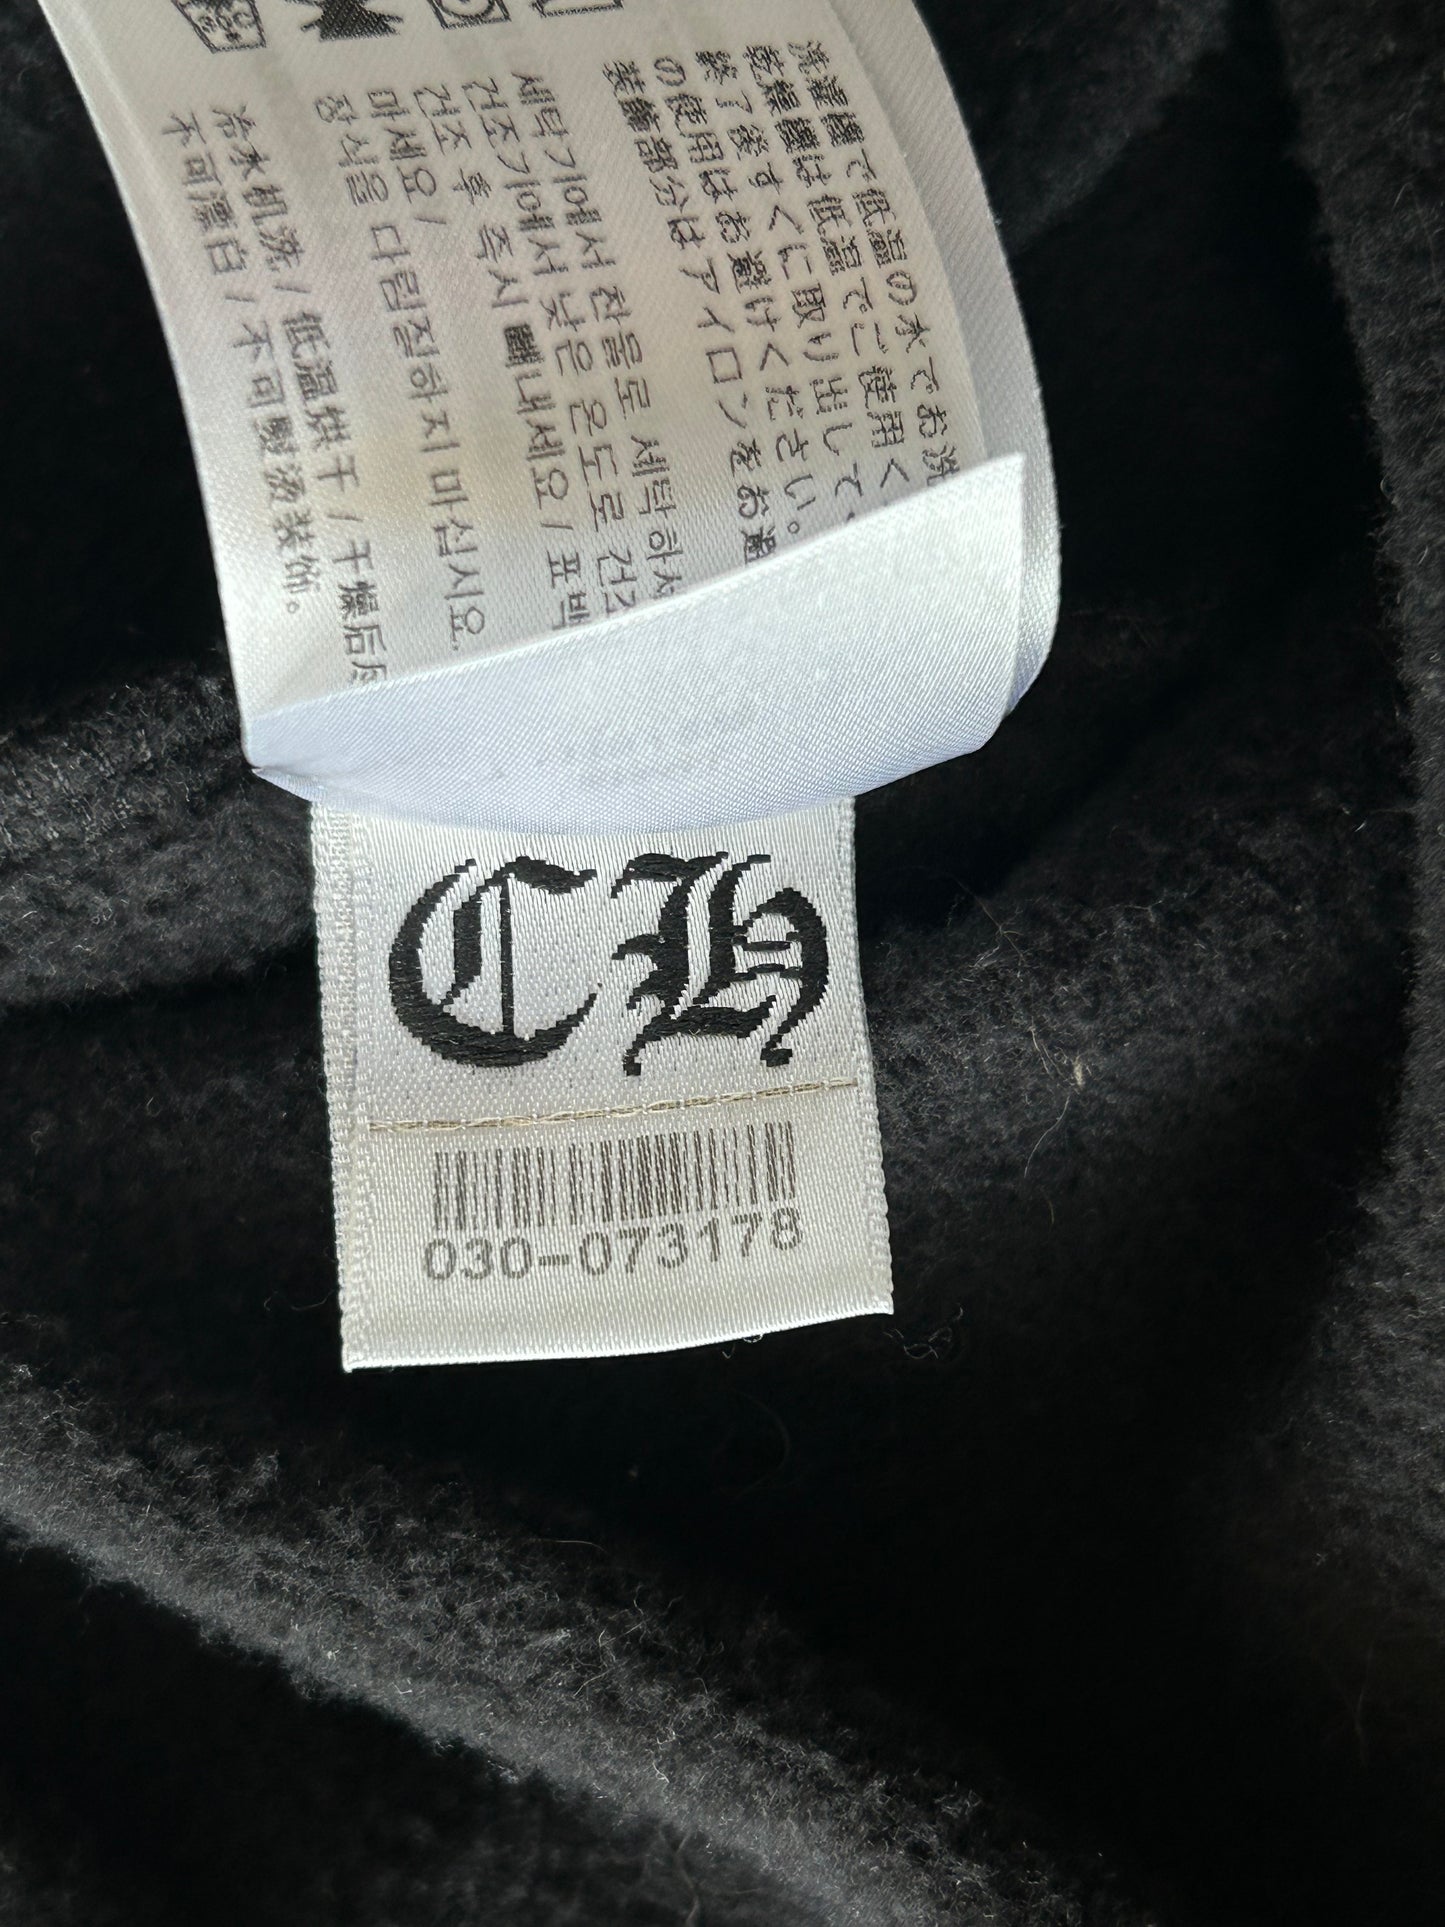 洗濯機で低温の水でお洗
乾燥機は低温でご使用く
終了後すぐに取り出して
の使用はお避けください。
装飾部分はアイロンをお避
세탁기에서 찬물로 세탁하
건조기에서 낮은 온도로 건
건조 후 즉시 빼내세요 / 표백
마세요 /
장식을 다림질하지 마십시요.
冷水机洗 / 低温烘干 / 干燥后
不可漂白 / 不可熨烫装饰。
CH
030-073178